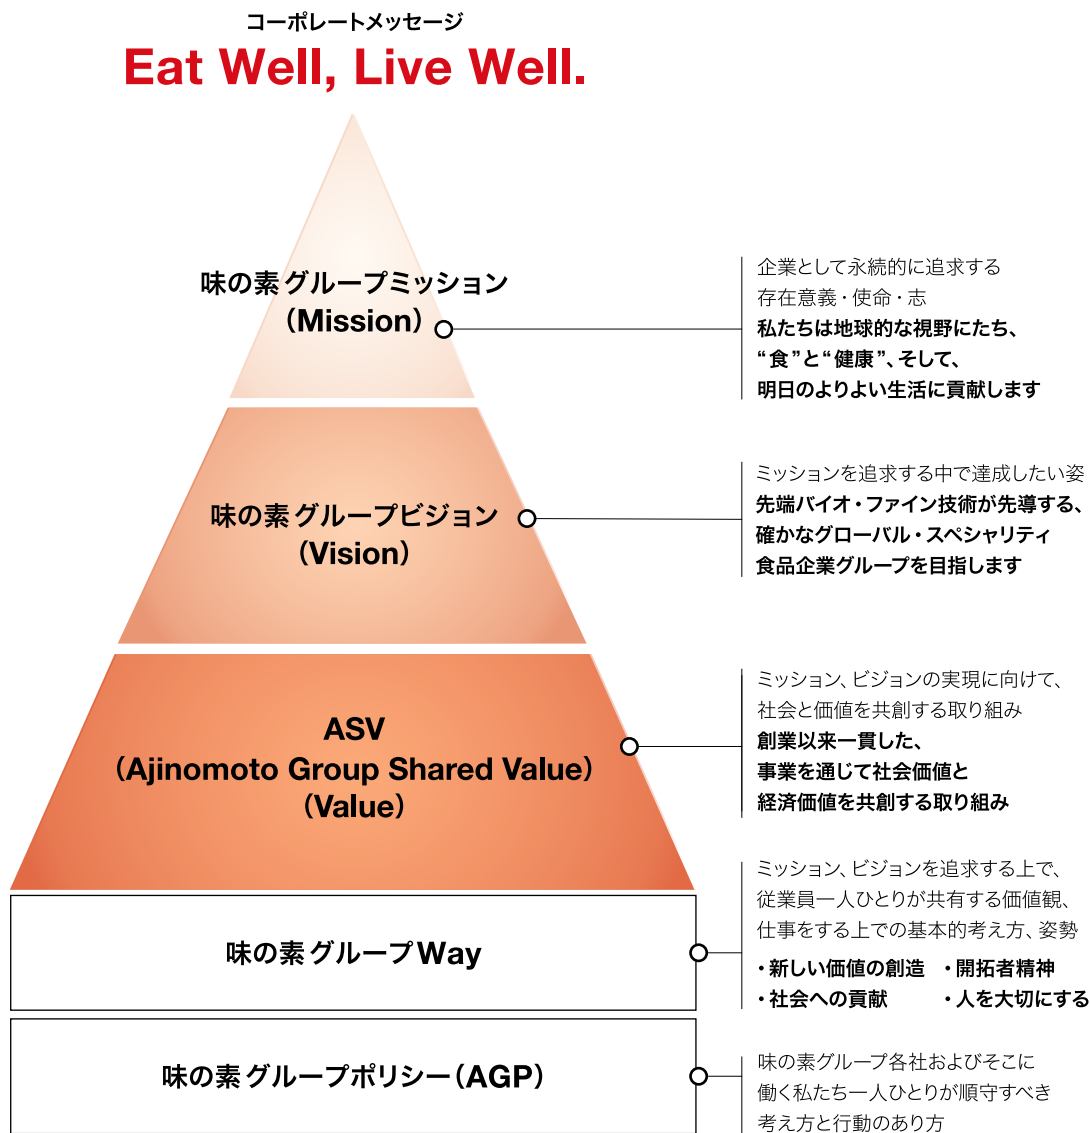 コーポレートメッセージ
Eat Well, Live Well.
味の素グループミッション
（Mission）
企業として永続的に追求する
存在意義・使命・志
私たちは地球的な視野にたち、
“食”と“健康”、そして、
明日のよりよい生活に貢献します
味の素グループビジョン
（Vision）
ミッションを追求する中で達成したい姿
先端バイオ・ファイン技術が先導する、
確かなグローバル・スペシャリティ
食品企業グループを目指します
ASV
（Ajinomoto Group Shared Value）
（Value）
ミッション、ビジョンの実現に向けて、
社会と価値を共創する取り組み
創業以来一貫した、
事業を通じて社会価値と
経済価値を共創する取り組み
味の素グループWay
ミッション、ビジョンを追求する上で、
従業員一人ひとりが共有する価値観、
仕事をする上での基本的考え方、姿勢
・新しい価値の創造 ・開拓者精神
・社会への貢献 ・人を大切にする
味の素グループポリシー（AGP）
味の素グループ各社およびそこに
働く私たち一人ひとりが順守すべき
考え方と行動のあり方